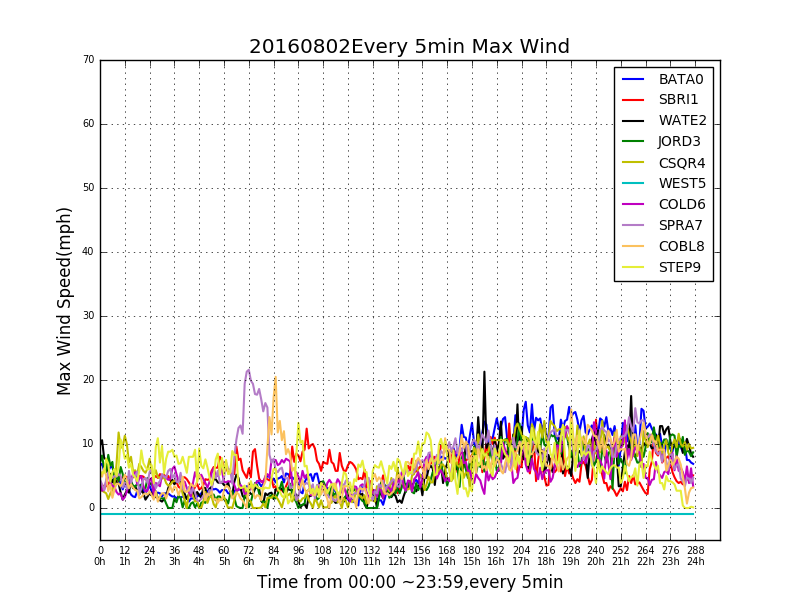 20160802Every 5min Max Wind
70
60
50
40
30
20
10
0
Max Wind Speed(mph)
BATA0
SBRI1
WATE2
JORD3
CSQR4
WEST5
COLD6
SPRA7
COBL8
STEP9
0 12 24 36 48 60 72 84 96 108 120 132 144 156 168 180 192 204 216 228 240 252 264 276 288
0h 1h 2h 3h 4h 5h 6h 7h 8h 9h 10h 11h 12h 13h 14h 15h 16h 17h 18h 19h 20h 21h 22h 23h 24h
Time from 00:00 ~23:59,every 5min